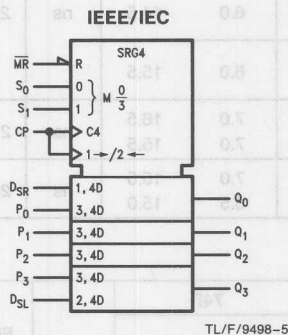 IEEE/IEC
SRG4
MR R
S0 0
S1 1
M 0/3
CP C4
1→/2←
DSR 1, 4D
P0 3, 4D
P1 3, 4D
P2 3, 4D
P3 3, 4D
DSL 2, 4D
Q0
Q1
Q2
Q3
TL/F/9498-5